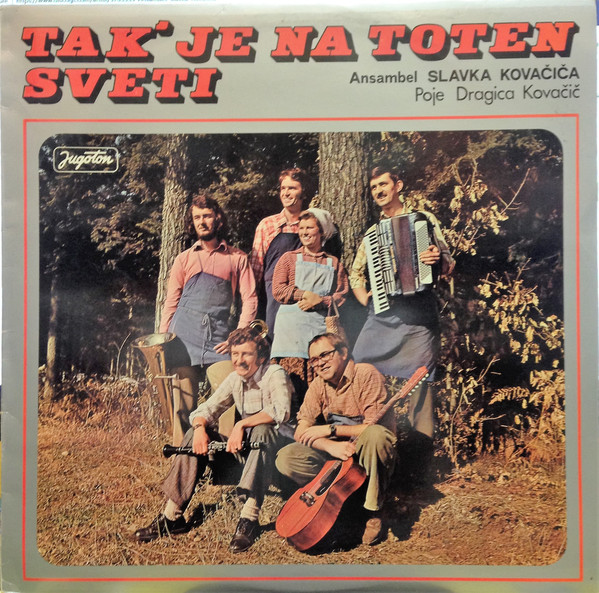 TAK' JE NA TOTEN
SVETI
Ansambel SLAVKA KOVAČIČA
Poje Dragica Kovačič
Jugoton